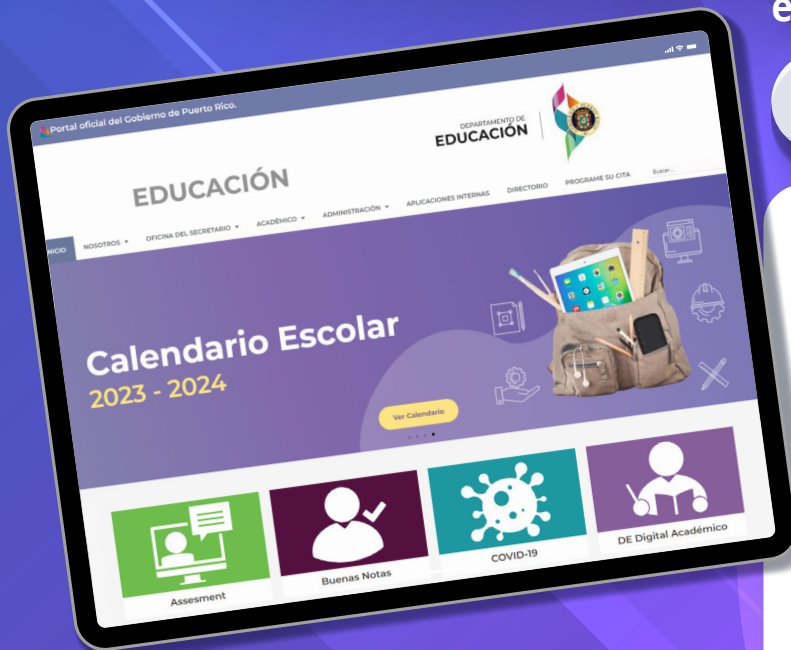 e
Portal oficial del Gobierno de Puerto Rico.
EDUCACIÓN
DEPARTAMENTO DE
EDUCACIÓN
INICIO
NOSOTROS
OFICINA DEL SECRETARIO
ACADÉMICO
ADMINISTRACIÓN
APLICACIONES INTERNAS
DIRECTORIO
PROGRAME SU CITA
Buscar...
Calendario Escolar
2023 - 2024
Ver Calendario
Assesment
Buenas Notas
COVID-19
DE Digital Académico